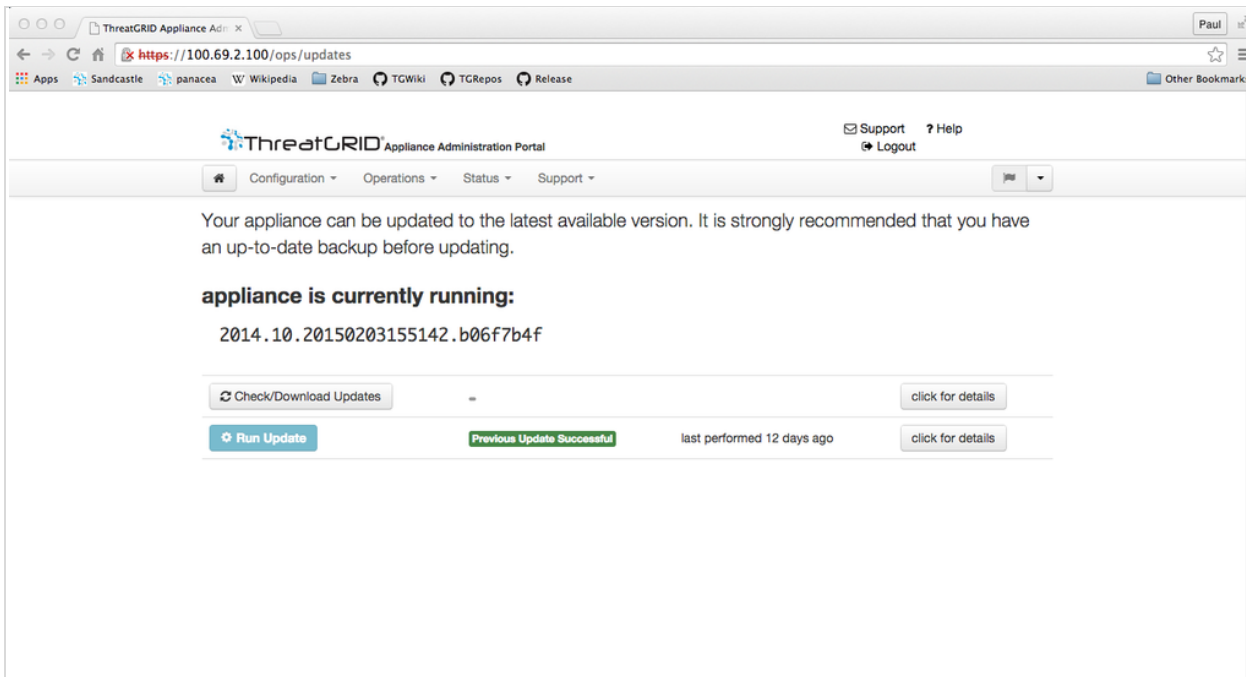 ThreatGRID Appliance Adn ×
Paul
https://100.69.2.100/ops/updates
Apps Sandcastle panacea W Wikipedia Zebra TGWiki TGRepos Release Other Bookmark
Support ? Help
ThreatGRID® Appliance Administration Portal
Logout
Configuration Operations Status Support
Your appliance can be updated to the latest available version. It is strongly recommended that you have
an up-to-date backup before updating.
appliance is currently running:
2014.10.20150203155142.b06f7b4f
Check/Download Updates - click for details
Run Update Previous Update Successful last performed 12 days ago click for details